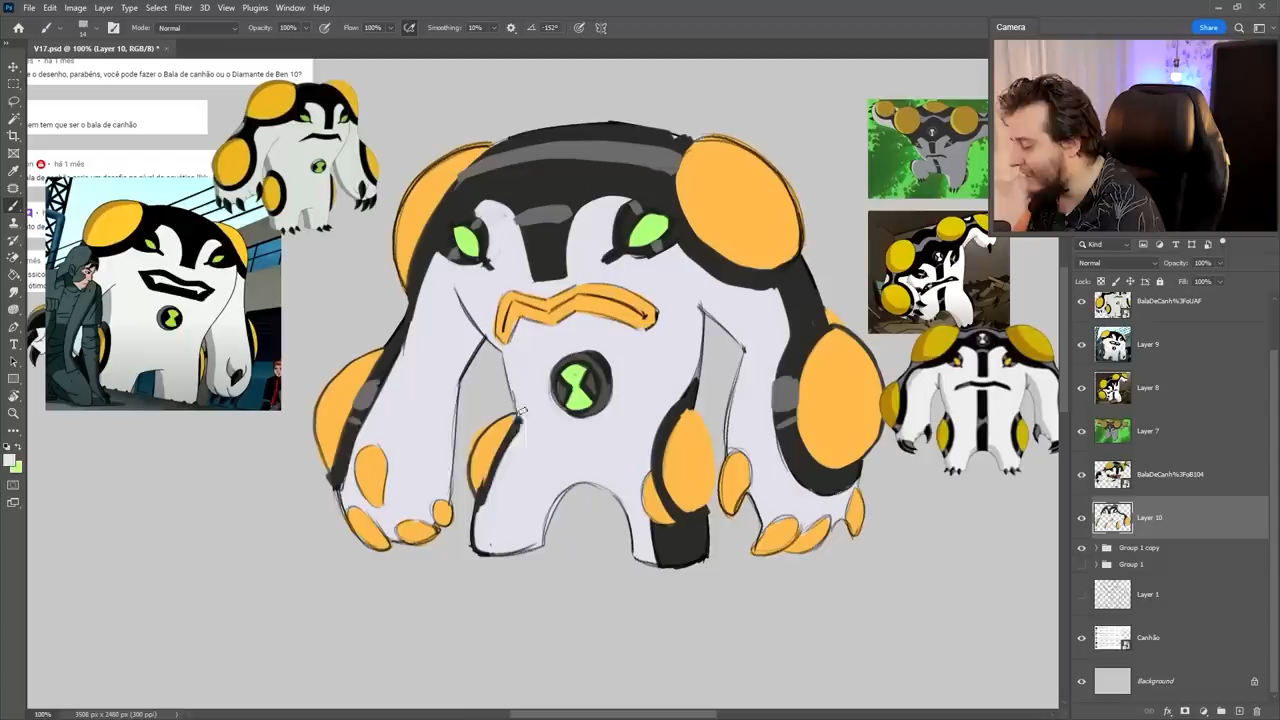 File Edit Image Layer Type Select Filter 3D View Plugins Window Help
14 Mode: Normal Opacity: 100% Flow: 100% Smoothing: 10% -152°
Camera
Share
V17.psd @ 100% (Layer 10, RGB/8) *
há 1 mês
e o desenho, parabéns, você pode fazer o Bala de canhão ou o Diamante de Ben 10?
em tem que ser o bala de canhão
há 1 mês
Kind
Normal Opacity: 100%
Lock: Fill: 100%
BalaDeCanh%3FoUAF
Layer 9
Layer 8
Layer 7
BalaDeCanh%3FoB104
Layer 10
Group 1 copy
Group 1
Layer 1
Canhão
Background
100% 3508 px x 2480 px (300 ppi)